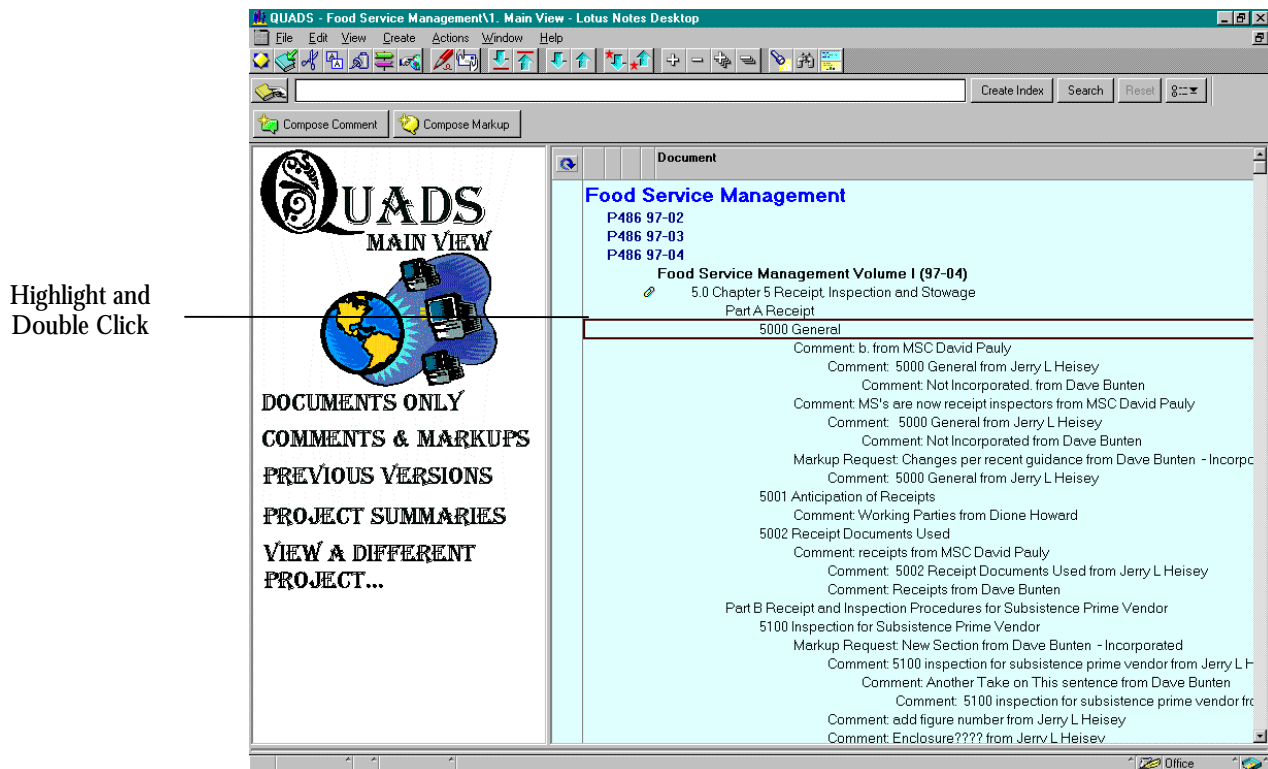 QUADS - Food Service Management\1. Main View - Lotus Notes Desktop
File Edit View Create Actions Window Help
Create Index Search Reset
Compose Comment Compose Markup
QUADS
MAIN VIEW
DOCUMENTS ONLY
COMMENTS & MARKUPS
PREVIOUS VERSIONS
PROJECT SUMMARIES
VIEW A DIFFERENT
PROJECT...
Highlight and
Double Click
Document
Food Service Management
P486 97-02
P486 97-03
P486 97-04
Food Service Management Volume I (97-04)
5.0 Chapter 5 Receipt, Inspection and Stowage
Part A Receipt
5000 General
Comment: b. from MSC David Pauly
Comment: 5000 General from Jerry L Heisey
Comment: Not Incorporated. from Dave Bunten
Comment: MS's are now receipt inspectors from MSC David Pauly
Comment: 5000 General from Jerry L Heisey
Comment: Not Incorporated from Dave Bunten
Markup Request: Changes per recent guidance from Dave Bunten - Incorpo
Comment: 5000 General from Jerry L Heisey
5001 Anticipation of Receipts
Comment: Working Parties from Dione Howard
5002 Receipt Documents Used
Comment: receipts from MSC David Pauly
Comment: 5002 Receipt Documents Used from Jerry L Heisey
Comment: Receipts from Dave Bunten
Part B Receipt and Inspection Procedures for Subsistence Prime Vendor
5100 Inspection for Subsistence Prime Vendor
Markup Request: New Section from Dave Bunten - Incorporated
Comment: 5100 inspection for subsistence prime vendor from Jerry L H
Comment: Another Take on This sentence from Dave Bunten
Comment: 5100 inspection for subsistence prime vendor fro
Comment: add figure number from Jerry L Heisey
Comment: Enclosure???? from Jerry L Heisey
Office